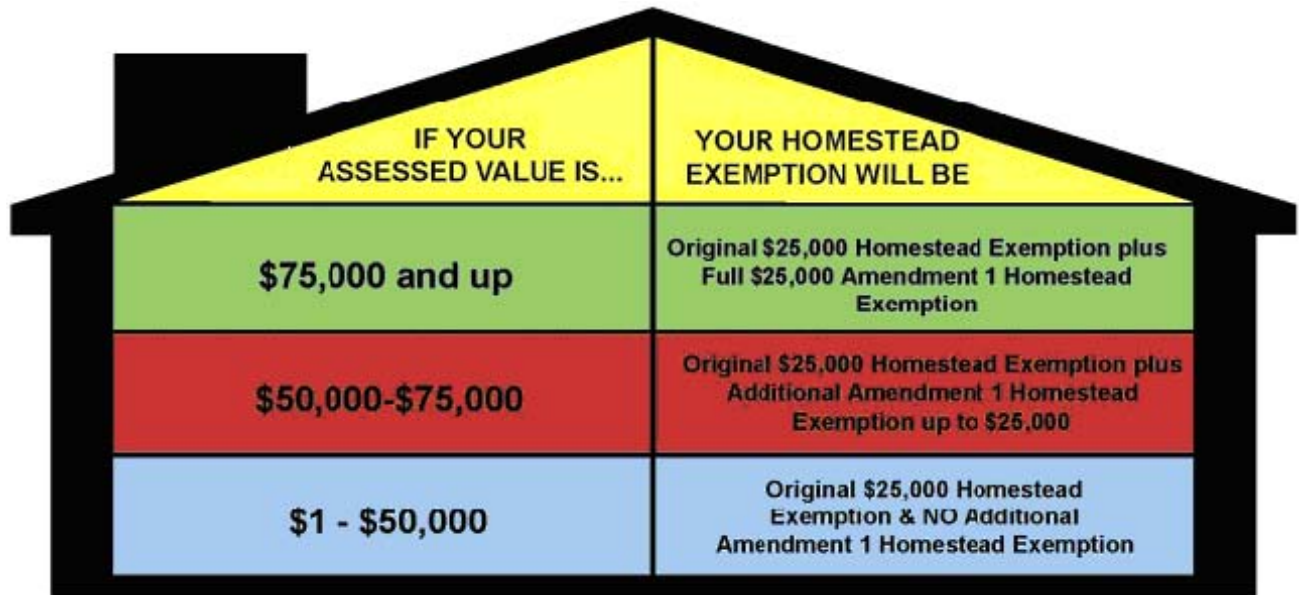 IF YOUR
ASSESSED VALUE IS...
YOUR HOMESTEAD
EXEMPTION WILL BE
$75,000 and up
Original $25,000 Homestead Exemption plus
Full $25,000 Amendment 1 Homestead
Exemption
$50,000-$75,000
Original $25,000 Homestead Exemption plus
Additional Amendment 1 Homestead
Exemption up to $25,000
$1 - $50,000
Original $25,000 Homestead
Exemption & NO Additional
Amendment 1 Homestead Exemption